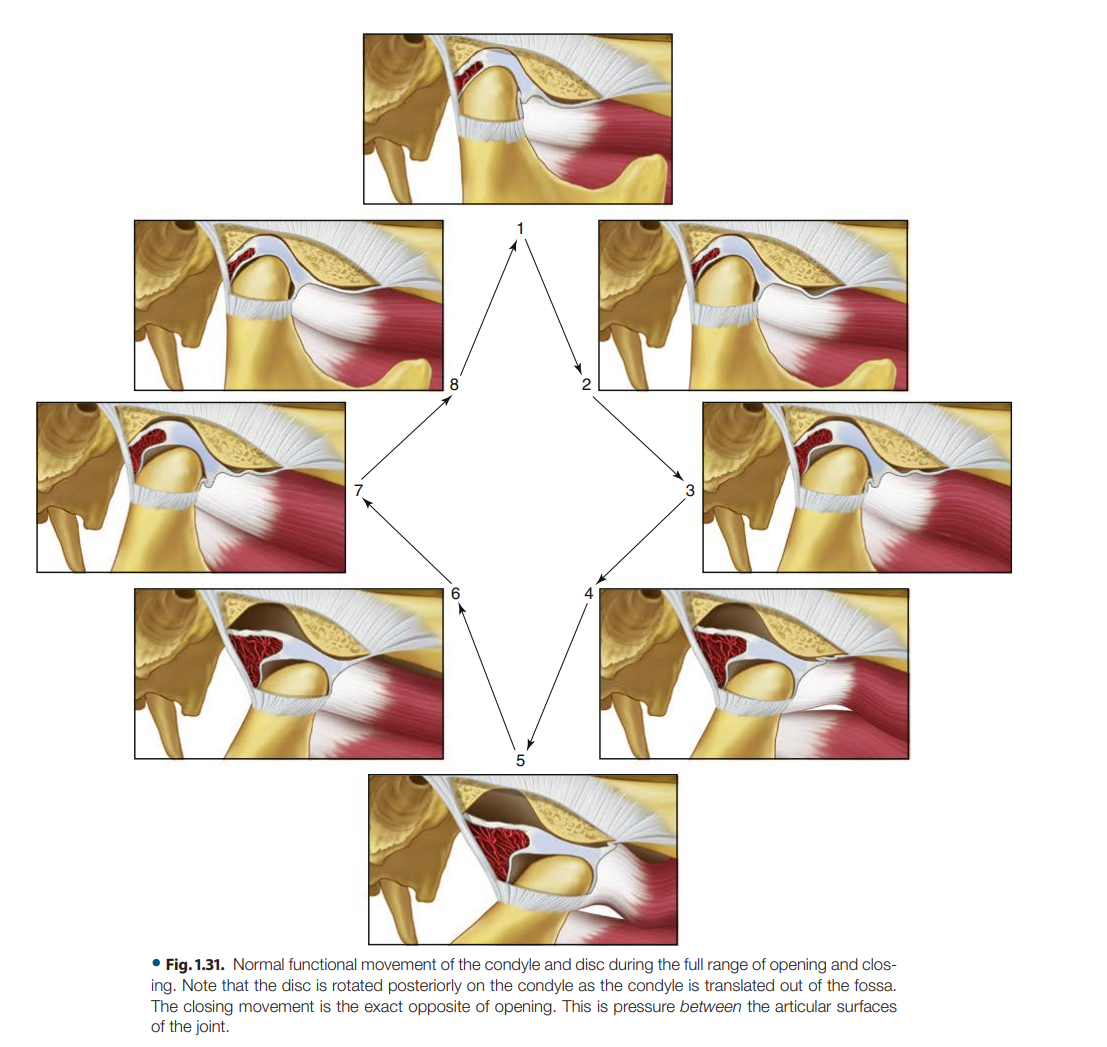 1
8
2
7
3
6
4
5
• Fig. 1.31. Normal functional movement of the condyle and disc during the full range of opening and clos-
ing. Note that the disc is rotated posteriorly on the condyle as the condyle is translated out of the fossa.
The closing movement is the exact opposite of opening. This is pressure between the articular surfaces
of the joint.